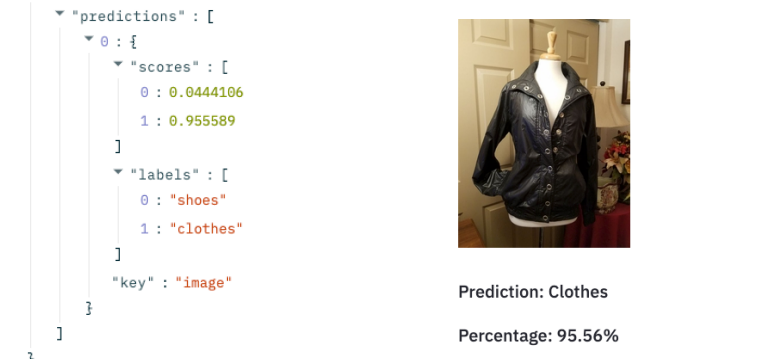 "predictions" : [
0 : {
"scores" : [
0 : 0.0444106
1 : 0.955589
]
"labels" : [
0 : "shoes"
1 : "clothes"
]
"key" : "image"
}
]
}
Prediction: Clothes
Percentage: 95.56%